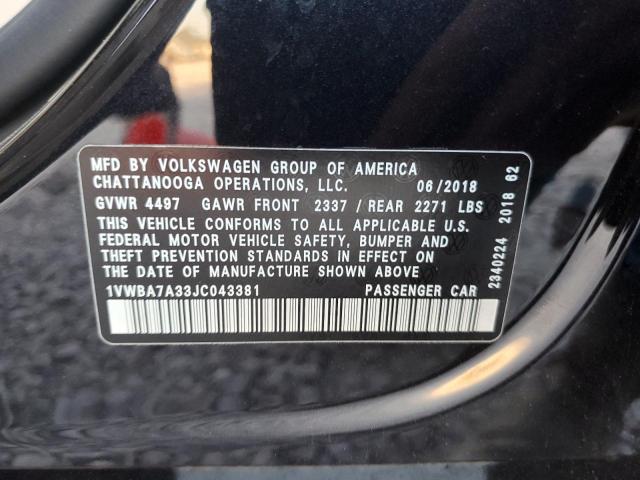 MFD BY VOLKSWAGEN GROUP OF AMERICA
CHATTANOOGA OPERATIONS, LLC. 06/2018
GVWR 4497 GAWR FRONT 2337 / REAR 2271 LBS
THIS VEHICLE CONFORMS TO ALL APPLICABLE U.S.
FEDERAL MOTOR VEHICLE SAFETY, BUMPER AND
THEFT PREVENTION STANDARDS IN EFFECT ON
THE DATE OF MANUFACTURE SHOWN ABOVE
1VWBA7A33JC043381 PASSENGER CAR
2340224 2018 62